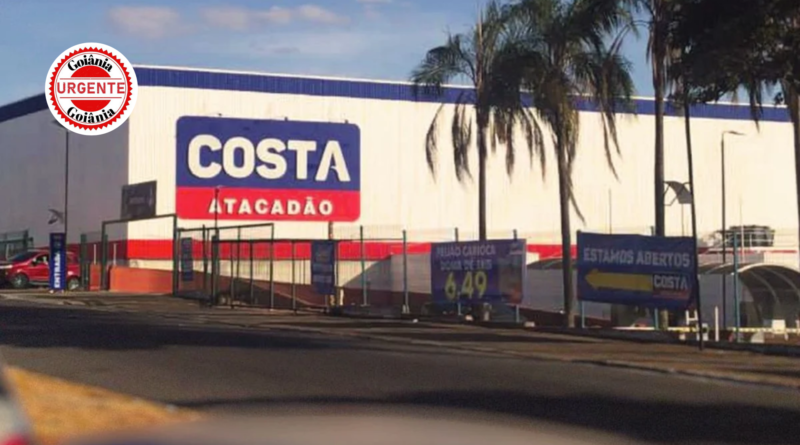 Goiânia
URGENTE
Goiânia
COSTA
ATACADÃO
ENTRADA
FEIJÃO CARIOCA
6,49
ESTAMOS ABERTOS
COSTA